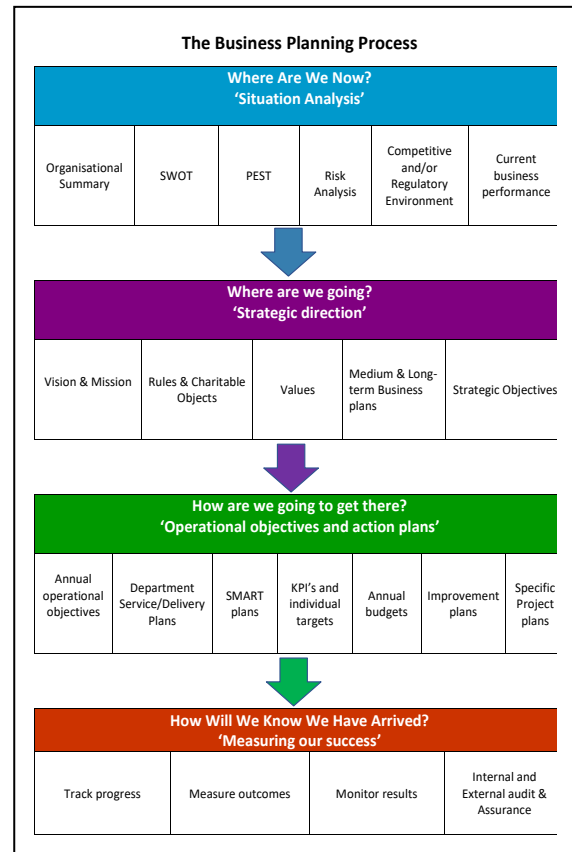 The Business Planning Process
Where Are We Now?
‘Situation Analysis’
Organisational
Summary
SWOT
PEST
Risk
Analysis
Competitive
and/or
Regulatory
Environment
Current
business
performance
Where are we going?
‘Strategic direction’
Vision & Mission
Rules & Charitable
Objects
Values
Medium & Long-
term Business
plans
Strategic Objectives
How are we going to get there?
‘Operational objectives and action plans’
Annual
operational
objectives
Department
Service/Delivery
Plans
SMART
plans
KPI's and
individual
targets
Annual
budgets
Improvement
plans
Specific
Project
plans
How Will We Know We Have Arrived?
‘Measuring our success’
Track progress
Measure outcomes
Monitor results
Internal and
External audit &
Assurance